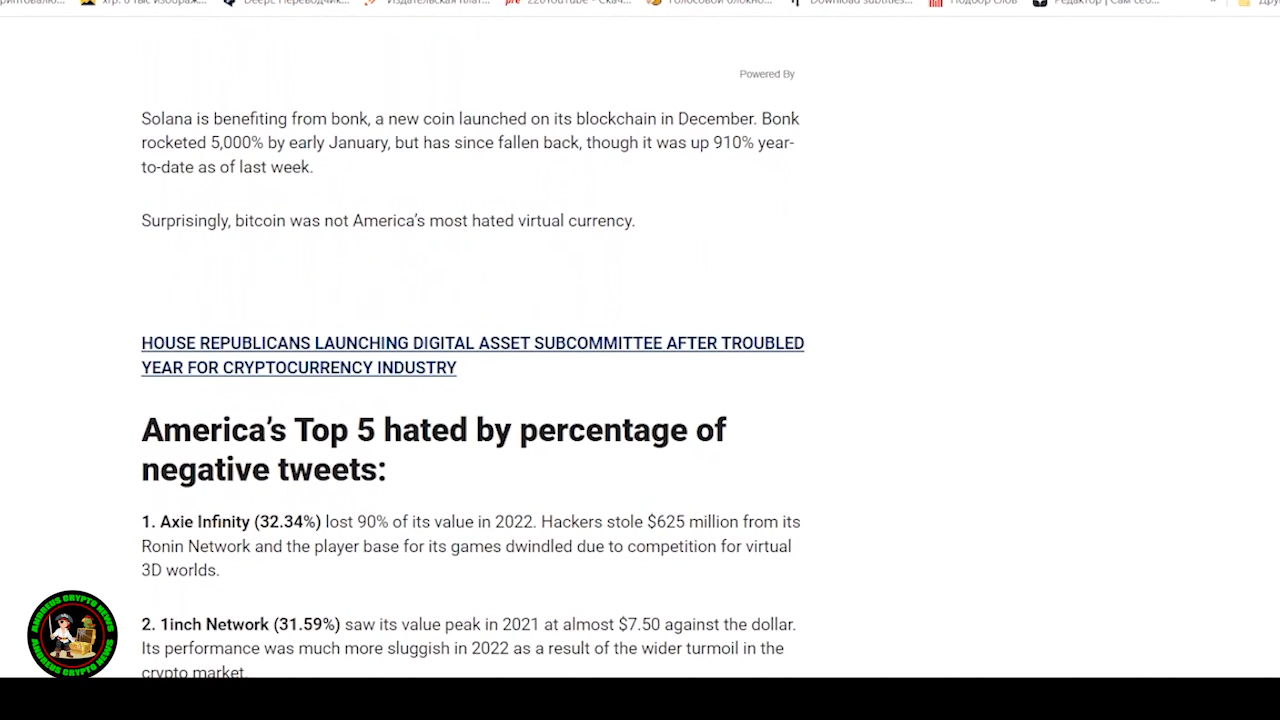 Powered By
Solana is benefiting from bonk, a new coin launched on its blockchain in December. Bonk
rocketed 5,000% by early January, but has since fallen back, though it was up 910% year-
to-date as of last week.
Surprisingly, bitcoin was not America’s most hated virtual currency.
HOUSE REPUBLICANS LAUNCHING DIGITAL ASSET SUBCOMMITTEE AFTER TROUBLED
YEAR FOR CRYPTOCURRENCY INDUSTRY
America’s Top 5 hated by percentage of
negative tweets:
1. Axie Infinity (32.34%) lost 90% of its value in 2022. Hackers stole $625 million from its
Ronin Network and the player base for its games dwindled due to competition for virtual
3D worlds.
2. 1inch Network (31.59%) saw its value peak in 2021 at almost $7.50 against the dollar.
Its performance was much more sluggish in 2022 as a result of the wider turmoil in the
crypto market.
ANDREUS CRYPTO NEWS
ANDREUS CRYPTO NEWS